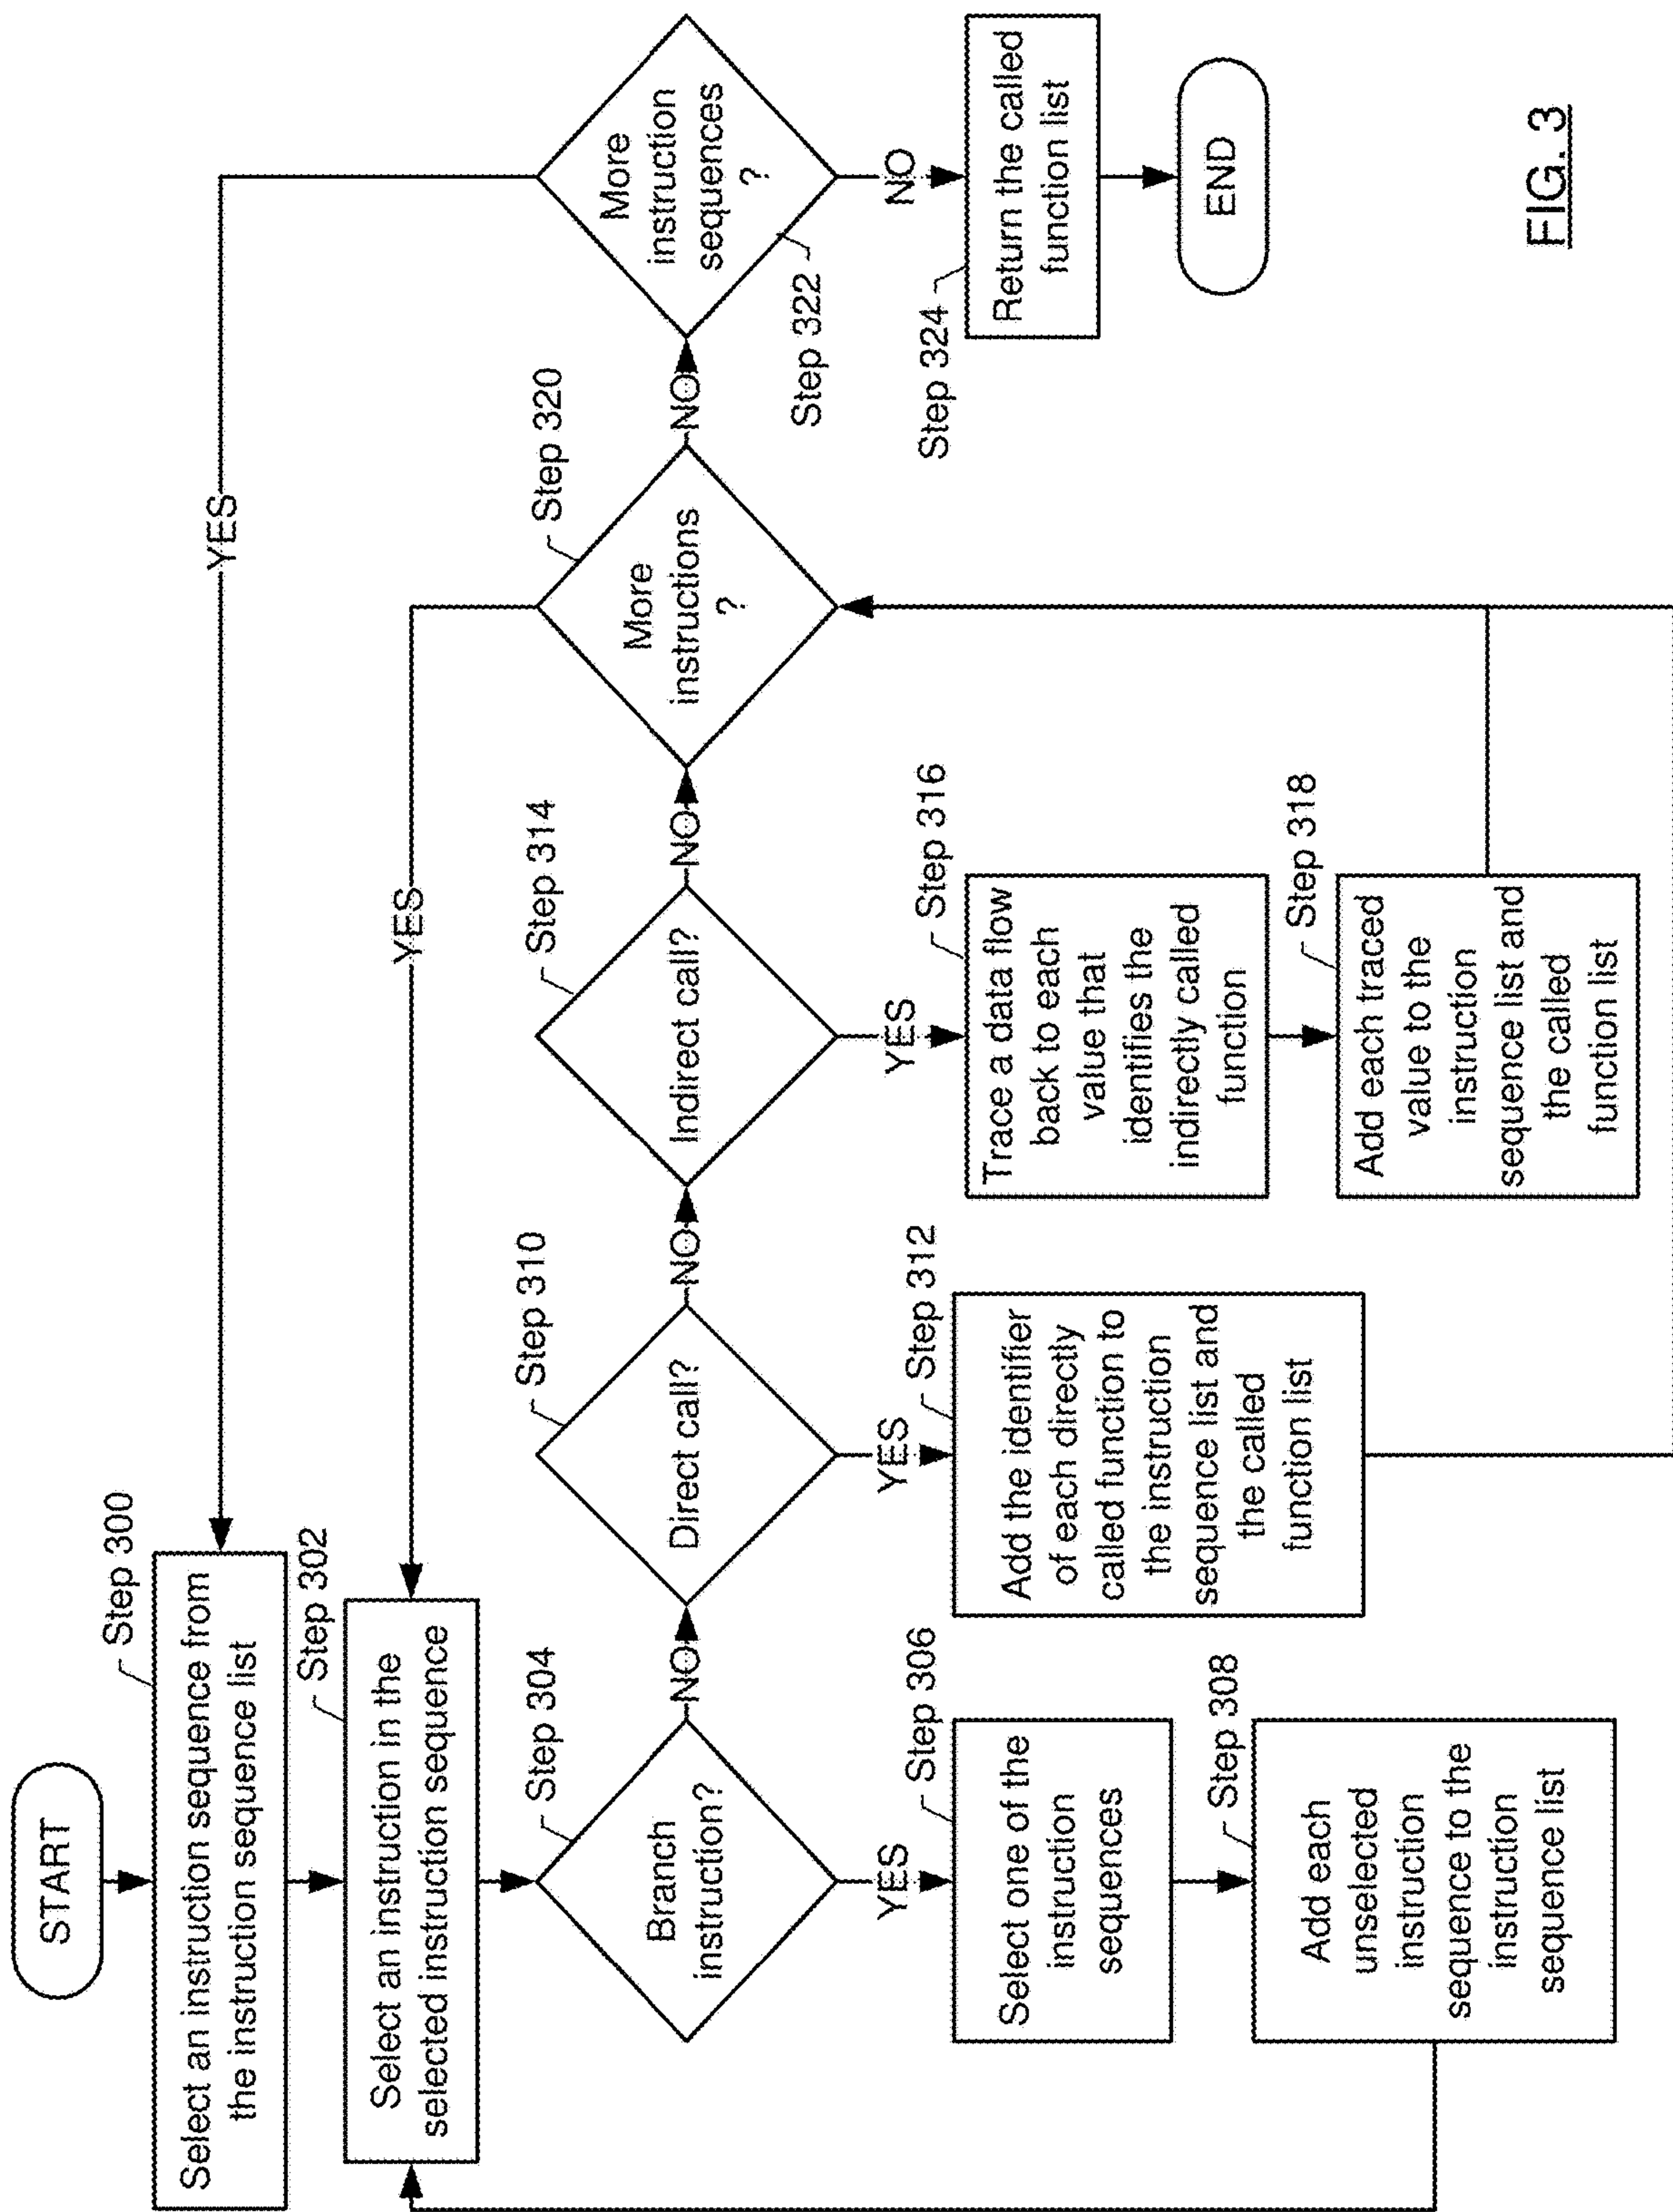 START
Step 300
Select an instruction sequence from
the instruction sequence list
Step 302
Select an instruction in the
selected instruction sequence
YES
YES
Step 304
Branch
instruction?
NO
Step 310
Direct call?
NO
Step 314
Indirect call?
NO
Step 320
More
instructions
?
NO
More
instruction
sequences
?
Step 322
YES
Step 306
Select one of the
instruction
sequences
Step 308
Add each
unselected
instruction
sequence to the
instruction
sequence list
YES
Step 312
Add the identifier
of each directly
called function to
the instruction
sequence list and
the called
function list
YES
Step 316
Trace a data flow
back to each
value that
identifies the
indirectly called
function
Step 318
Add each traced
value to the
instruction
sequence list and
the called
function list
NO
Step 324
Return the called
function list
END
FIG. 3